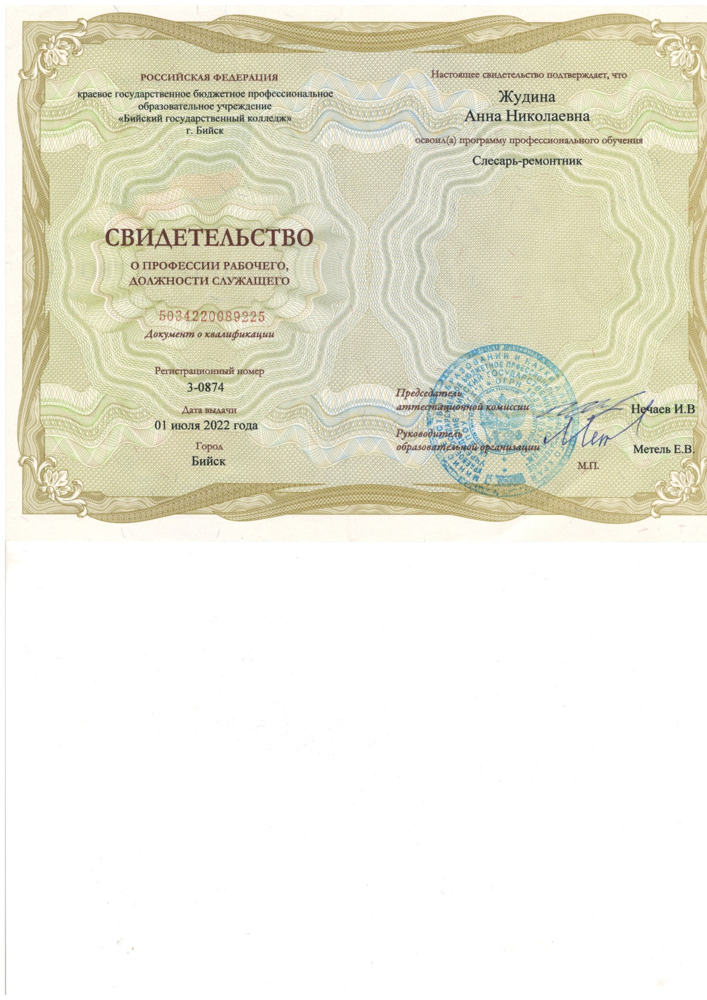 РОССИЙСКАЯ ФЕДЕРАЦИЯ
краевое государственное бюджетное профессиональное
образовательное учреждение
«Бийский государственный колледж»
г. Бийск
СВИДЕТЕЛЬСТВО
О ПРОФЕССИИ РАБОЧЕГО,
ДОЛЖНОСТИ СЛУЖАЩЕГО
5034220089225
Документ о квалификации
Регистрационный номер
3-0874
Дата выдачи
01 июля 2022 года
Город
Бийск
Настоящее свидетельство подтверждает, что
Жудина
Анна Николаевна
освоил(а) программу профессионального обучения
Слесарь-ремонтник
Председатель
аттестационной комиссии
Нечаев И.В
Руководитель
образовательной организации
Метель Е.В.
М.П.